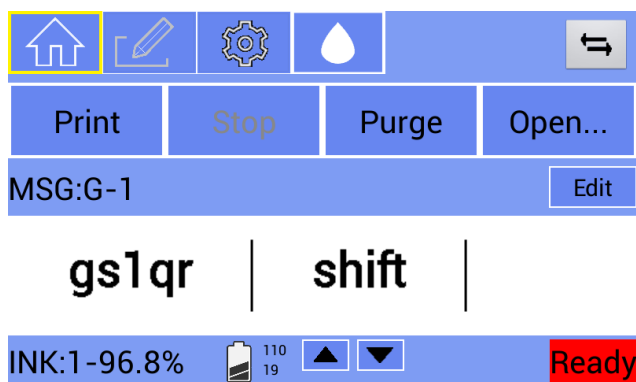 Print Stop Purge Open...
MSG:G-1 Edit
gs1qr shift
INK:1-96.8% 110 Ready
19